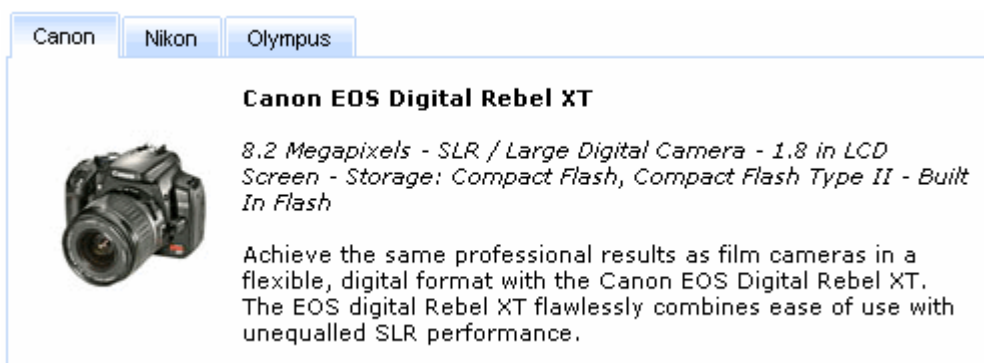 Canon Nikon Olympus
Canon EOS Digital Rebel XT
8.2 Megapixels - SLR / Large Digital Camera - 1.8 in LCD
Screen - Storage: Compact Flash, Compact Flash Type II - Built
In Flash
Achieve the same professional results as film cameras in a
flexible, digital format with the Canon EOS Digital Rebel XT.
The EOS digital Rebel XT flawlessly combines ease of use with
unequalled SLR performance.